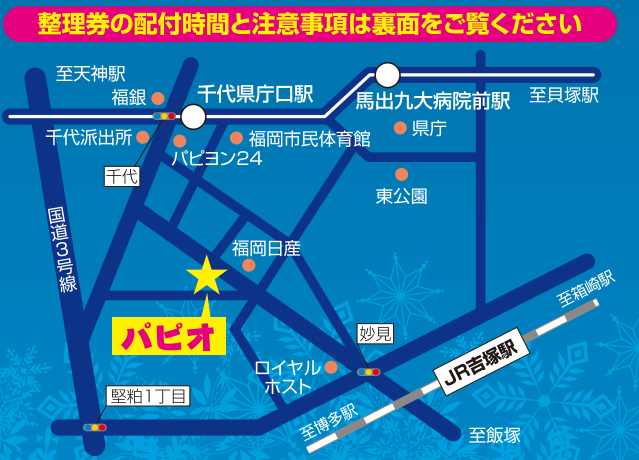 整理券の配付時間と注意事項は裏面をご覧ください
至天神駅
福銀
千代県庁口駅
馬出九大病院前駅
至貝塚駅
千代派出所
パピヨン24
福岡市民体育館
県庁
千代
東公園
国道3号線
福岡日産
パピオ
至箱崎駅
妙見
JR吉塚駅
ロイヤル
ホスト
堅粕1丁目
至博多駅
至飯塚